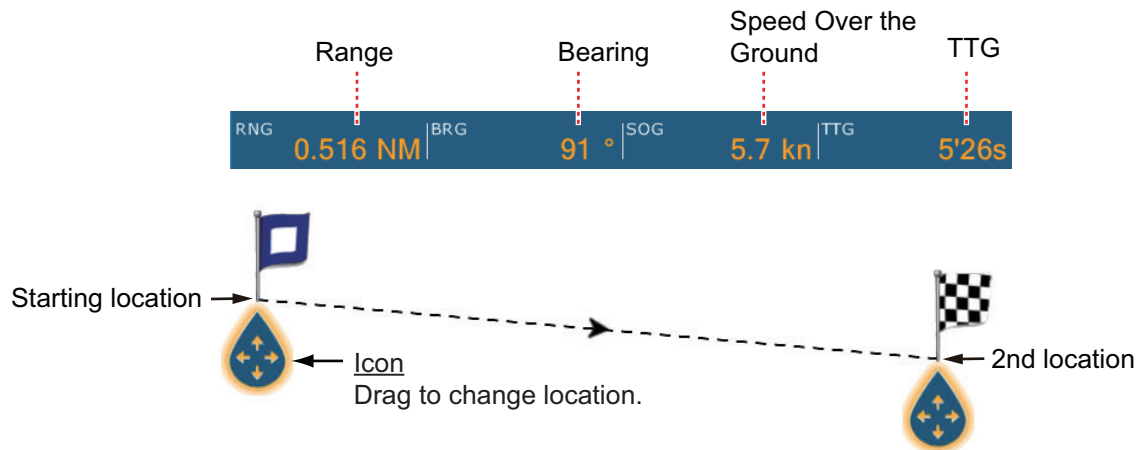 Range
Bearing
Speed Over the
Ground
TTG
RNG
0.516 NM
BRG
91 °
SOG
5.7 kn
TTG
5'26s
Starting location
Icon
Drag to change location.
2nd location